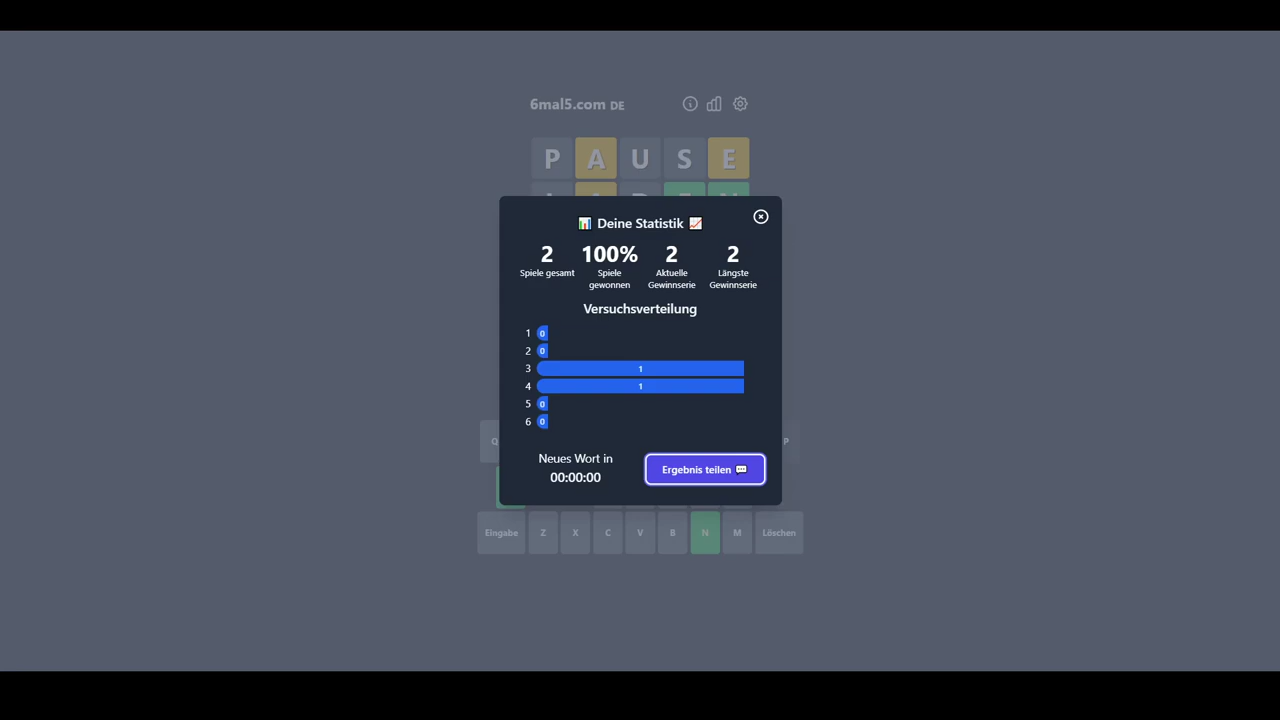 6mal5.com DE
P A U S E
📊 Deine Statistik 📈
2 100% 2 2
Spiele gesamt Spiele gewonnen Aktuelle Gewinnserie Längste Gewinnserie
Versuchsverteilung
1 0
2 0
3 1
4 1
5 0
6 0
Neues Wort in
00:00:00
Ergebnis teilen 💬
Q P
Eingabe Z X C V B N M Löschen